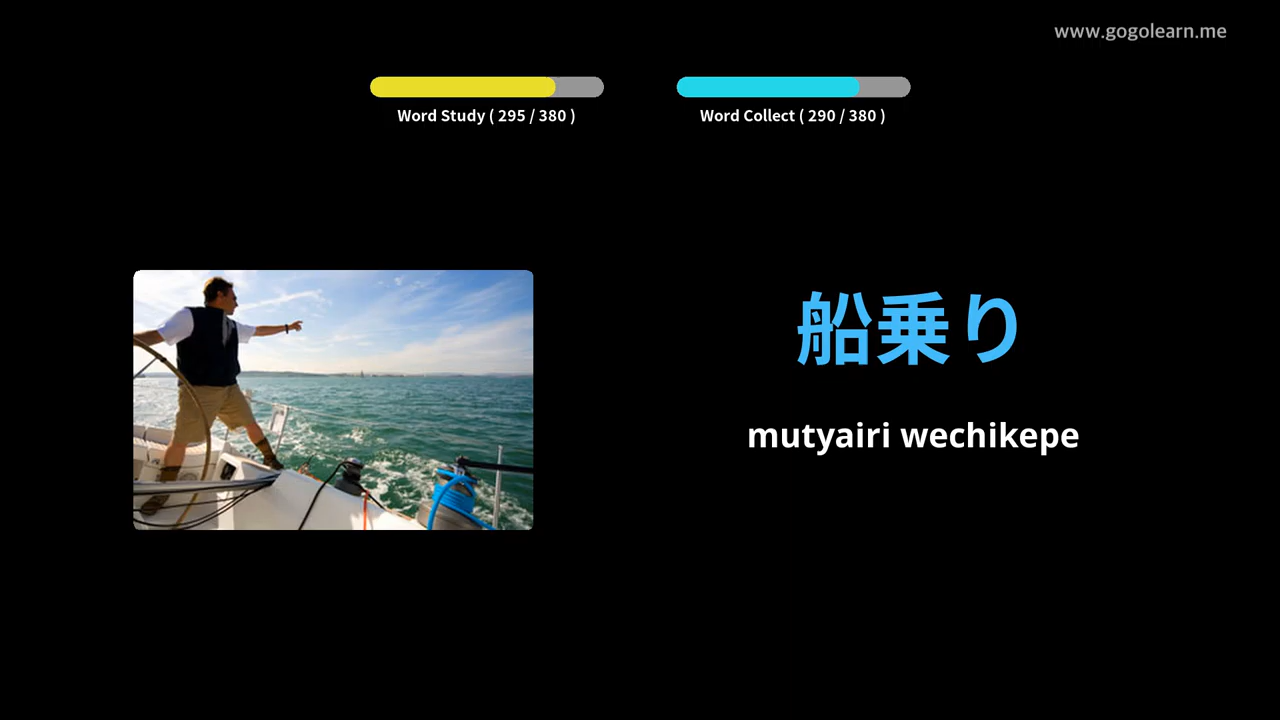 www.gogolearn.me
Word Study ( 295 / 380 )
Word Collect ( 290 / 380 )
船乗り
mutyairi wechikepe